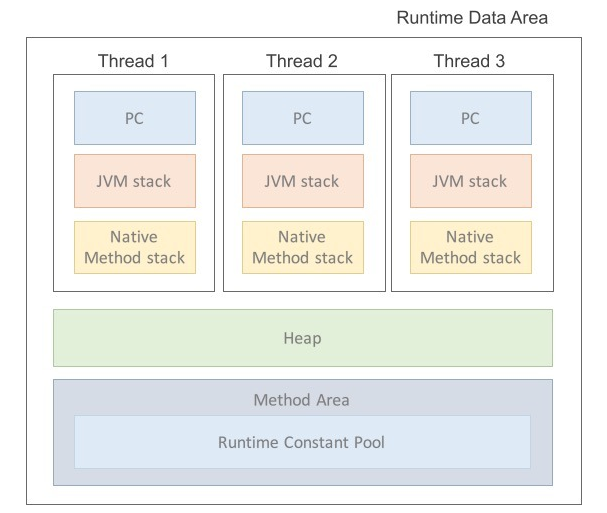 Runtime Data Area
Thread 1
Thread 2
Thread 3
PC
PC
PC
JVM stack
JVM stack
JVM stack
Native
Method stack
Native
Method stack
Native
Method stack
Heap
Method Area
Runtime Constant Pool